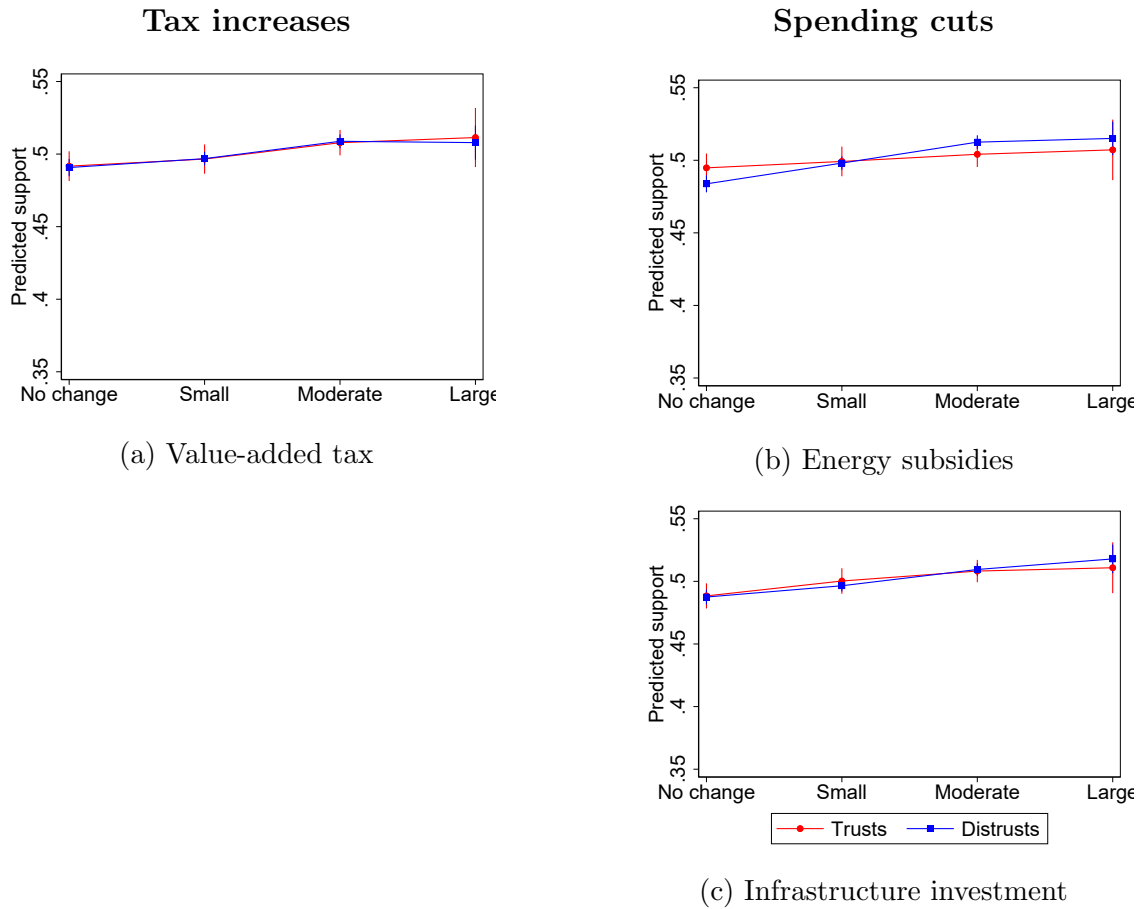 Tax increases
Spending cuts
Predicted support
.55
.5
.45
.4
.35
No change Small Moderate Large
(a) Value-added tax
Predicted support
.55
.5
.45
.4
.35
No change Small Moderate Large
(b) Energy subsidies
Predicted support
.55
.5
.45
.4
.35
No change Small Moderate Large
Trusts Distrusts
(c) Infrastructure investment